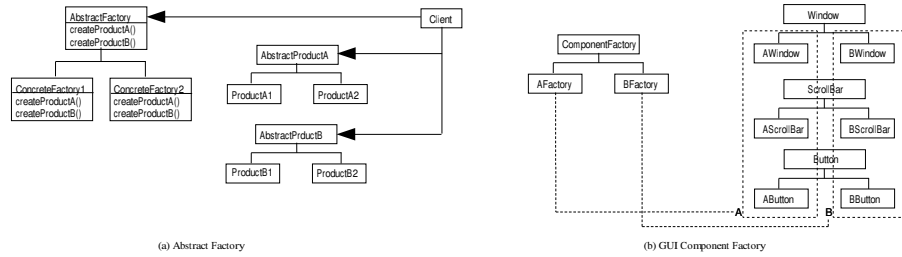 AbstractFactory
createProductA()
createProductB()
Client
AbstractProductA
ConcreteFactory1
createProductA()
createProductB()
ConcreteFactory2
createProductA()
createProductB()
ProductA1
ProductA2
AbstractPrductB
ProductB1
ProductB2
(a) Abstract Factory
ComponentFactory
AFactory
BFactory
Window
AWindow
BWindow
ScrollBar
AScrollBar
BScrollBar
Button
AButton
BButton
A
B
(b) GUI Component Factory